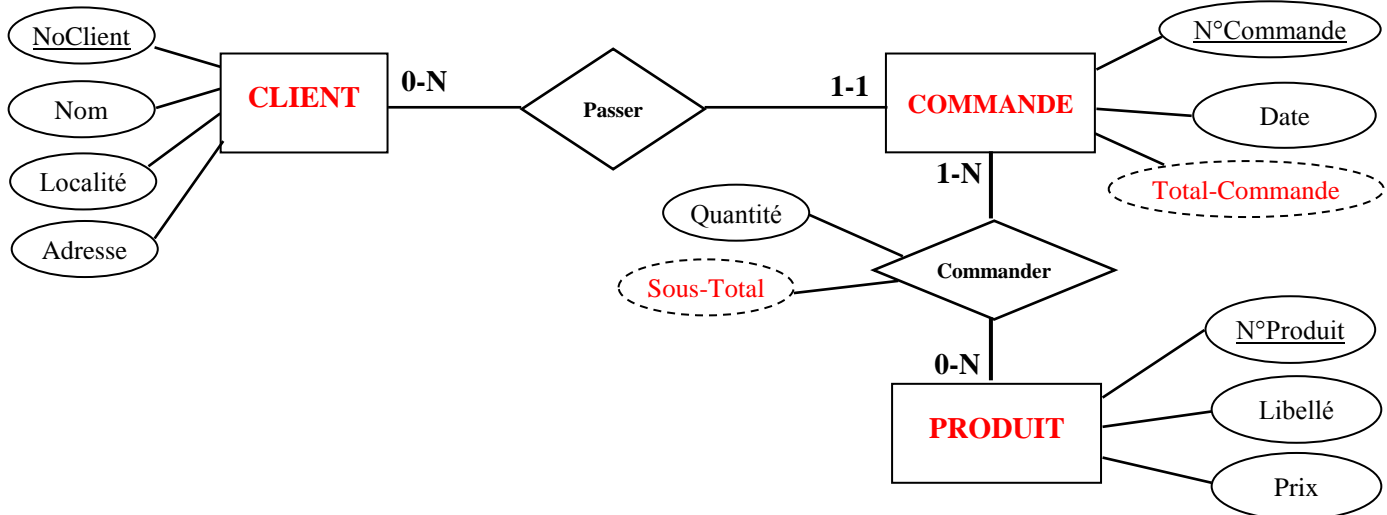 NoClient
Nom
Localité
Adresse
CLIENT
0-N
Passer
1-1
COMMANDE
N°Commande
Date
Total-Commande
1-N
Quantité
Sous-Total
Commander
0-N
PRODUIT
N°Produit
Libellé
Prix